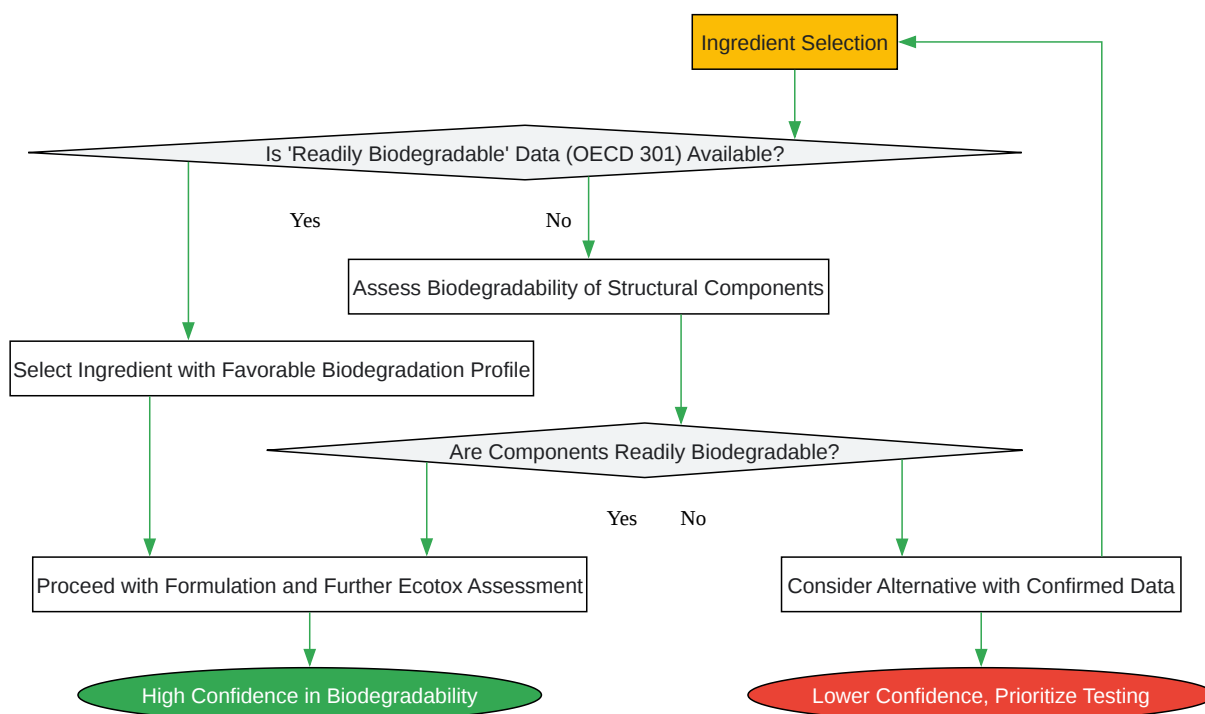 Ingredient Selection
Is 'Readily Biodegradable' Data (OECD 301) Available?
Yes
No
Assess Biodegradability of Structural Components
Select Ingredient with Favorable Biodegradation Profile
Are Components Readily Biodegradable?
Yes
No
Proceed with Formulation and Further Ecotox Assessment
Consider Alternative with Confirmed Data
High Confidence in Biodegradability
Lower Confidence, Prioritize Testing